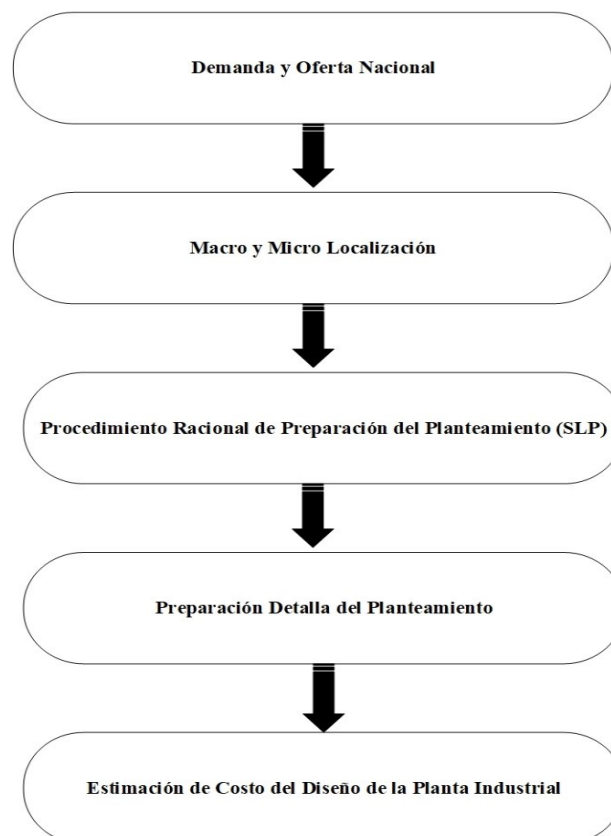 Demanda y Oferta Nacional
Macro y Micro Localización
Procedimiento Racional de Preparación del Planteamiento (SLP)
Preparación Detalla del Planteamiento
Estimación de Costo del Diseño de la Planta Industrial